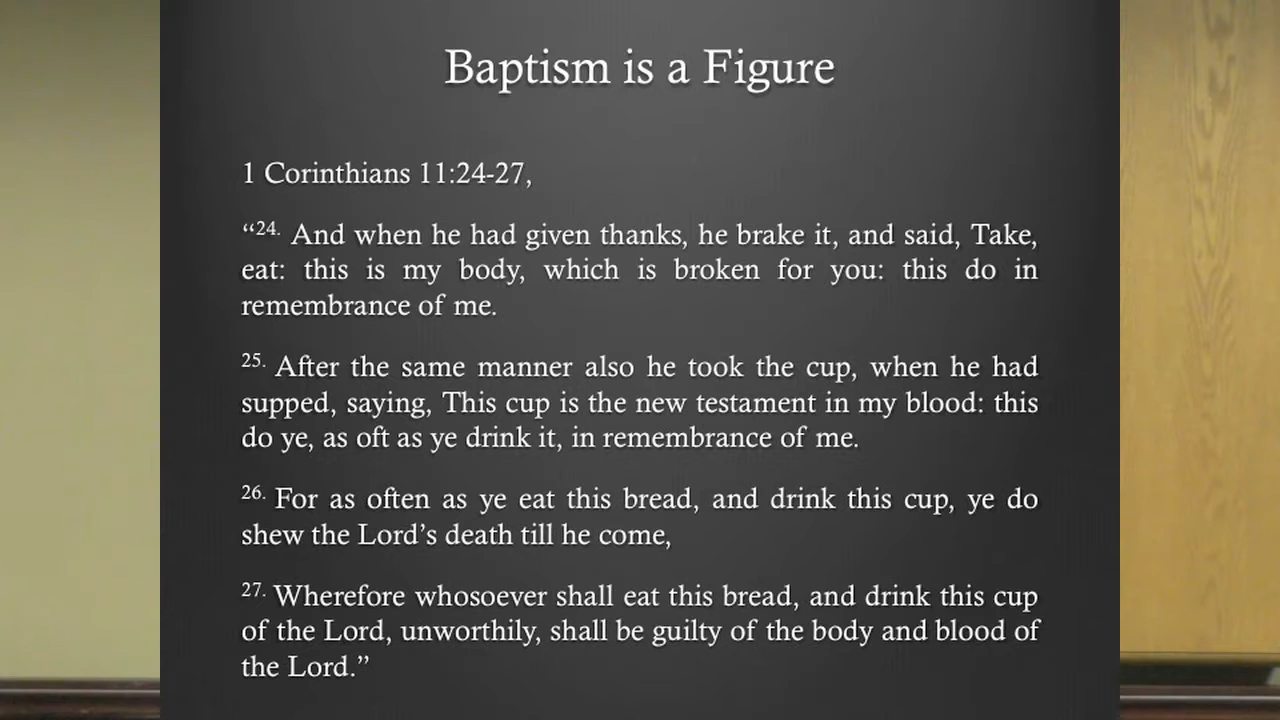 Baptism is a Figure
1 Corinthians 11:24-27,
“24. And when he had given thanks, he brake it, and said, Take,
eat: this is my body, which is broken for you: this do in
remembrance of me.
25. After the same manner also he took the cup, when he had
supped, saying, This cup is the new testament in my blood: this
do ye, as oft as ye drink it, in remembrance of me.
26. For as often as ye eat this bread, and drink this cup, ye do
shew the Lord’s death till he come,
27. Wherefore whosoever shall eat this bread, and drink this cup
of the Lord, unworthily, shall be guilty of the body and blood of
the Lord.”